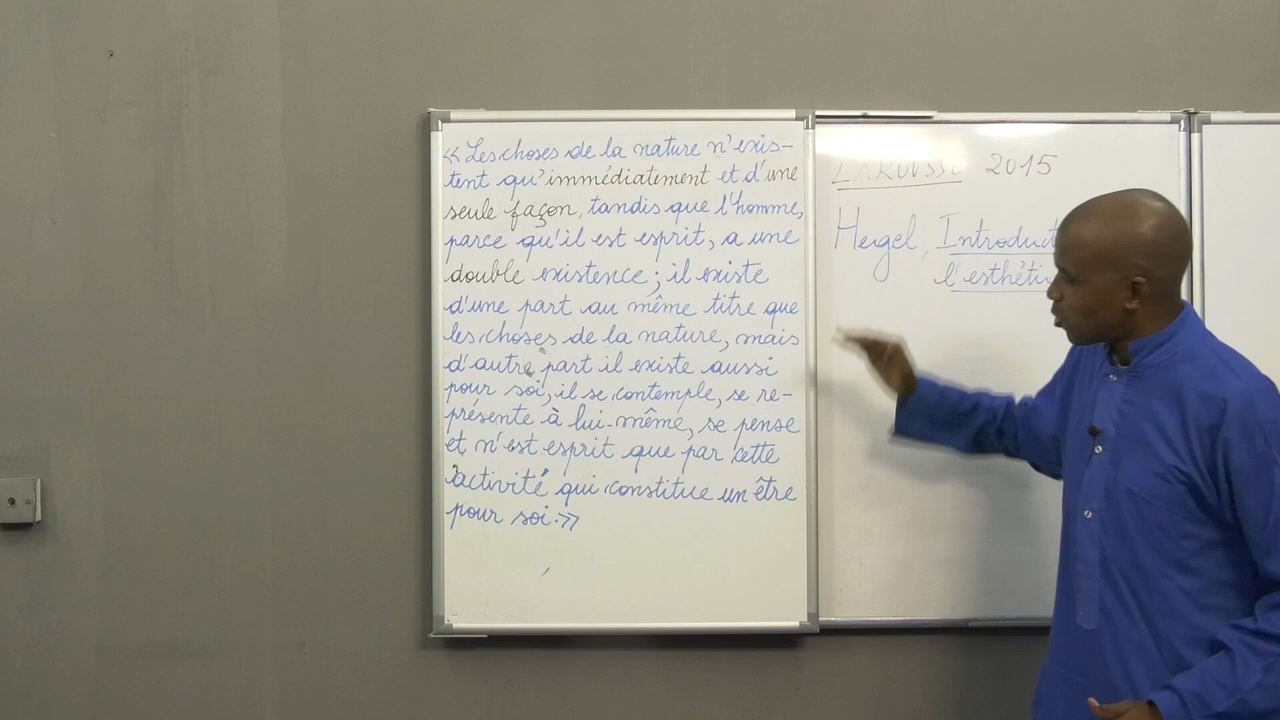 « Les choses de la nature n'exis-
tent qu'immédiatement et d'une
seule façon, tandis que l'homme,
parce qu'il est esprit, a une
double existence ; il existe
d'une part au même titre que
les choses de la nature, mais
d'autre part il existe aussi
pour soi, il se contemple, se re-
présente à lui-même, se pense
et n'est esprit que par cette
activité qui constitue un être
pour soi. »
LAROUSSE 2015
Hegel, Introduct
l'esthéti